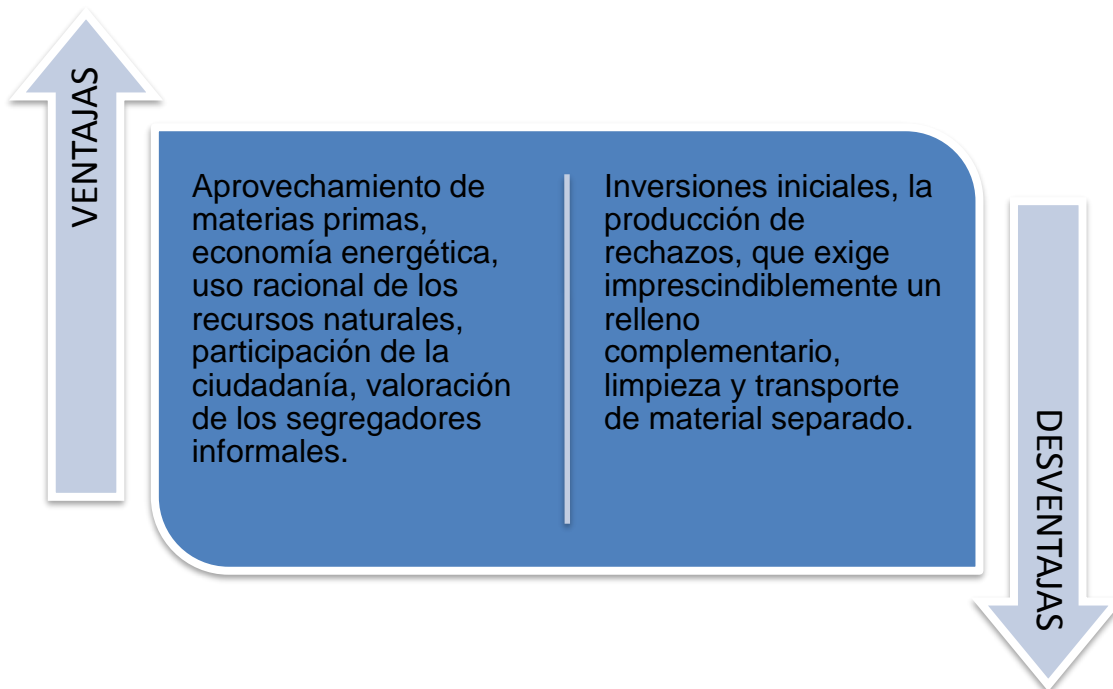 VENTAJAS
Aprovechamiento de
materias primas,
economía energética,
uso racional de los
recursos naturales,
participación de la
ciudadanía, valoración
de los segregadores
informales.
Inversiones iniciales, la
producción de
rechazos, que exige
imprescindiblemente un
relleno
complementario,
limpieza y transporte
de material separado.
DESVENTAJAS